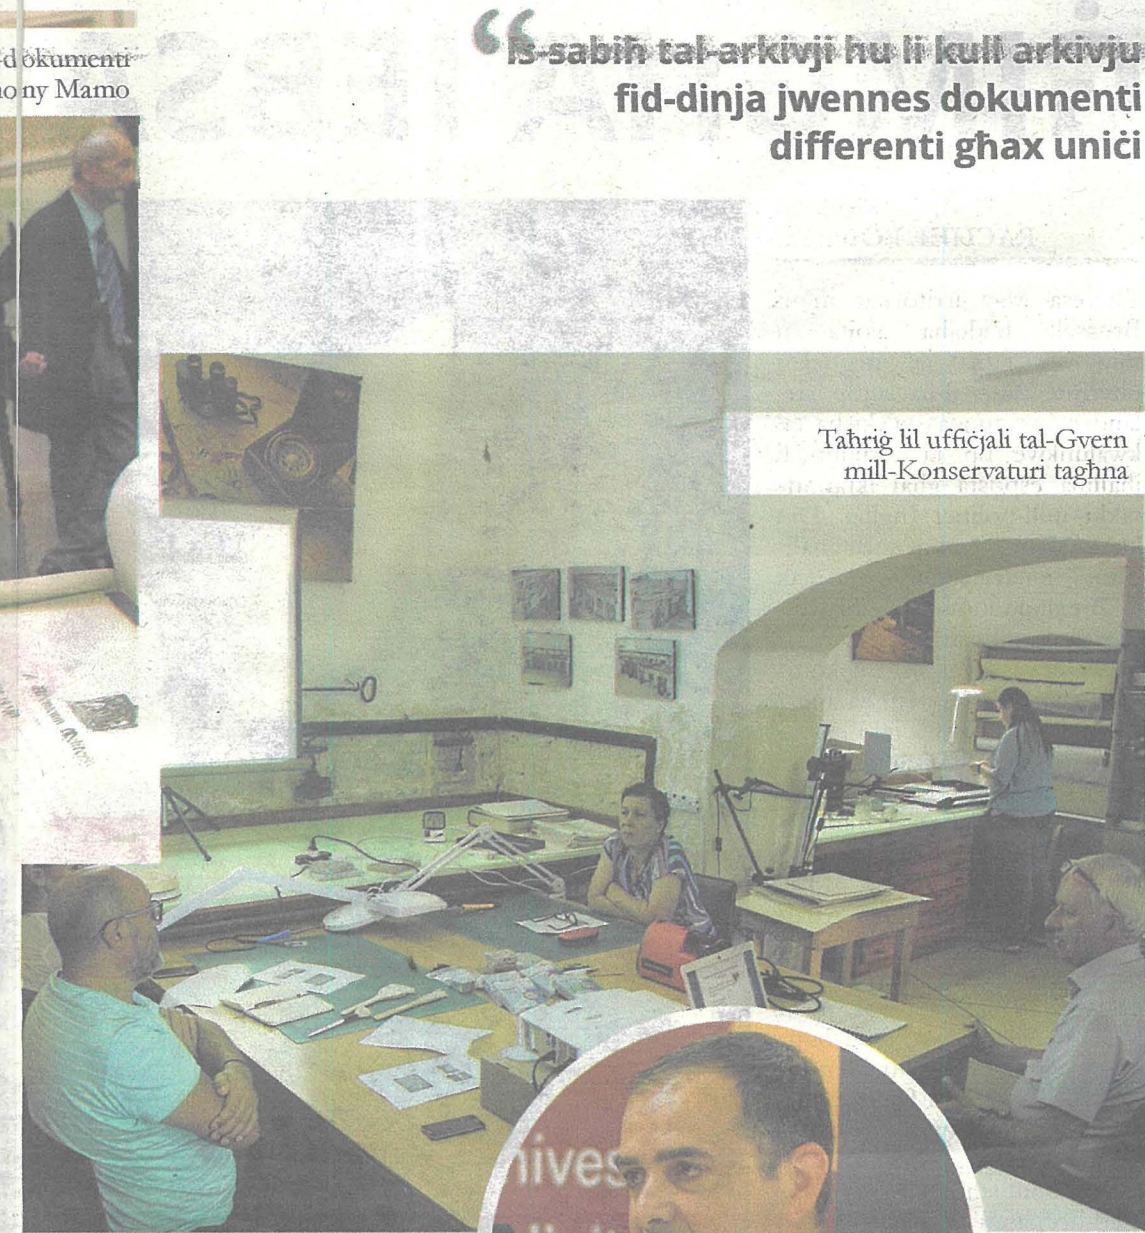 dokumenti
ony Mamo
“Is-sabiħ tal-arkivji hu li kull arkivju
fid-dinja jwennes dokumenti
differenti għax uniċi
Taħriġ lil uffiċjali tal-Gvern
mill-Konservaturi tagħna
hives